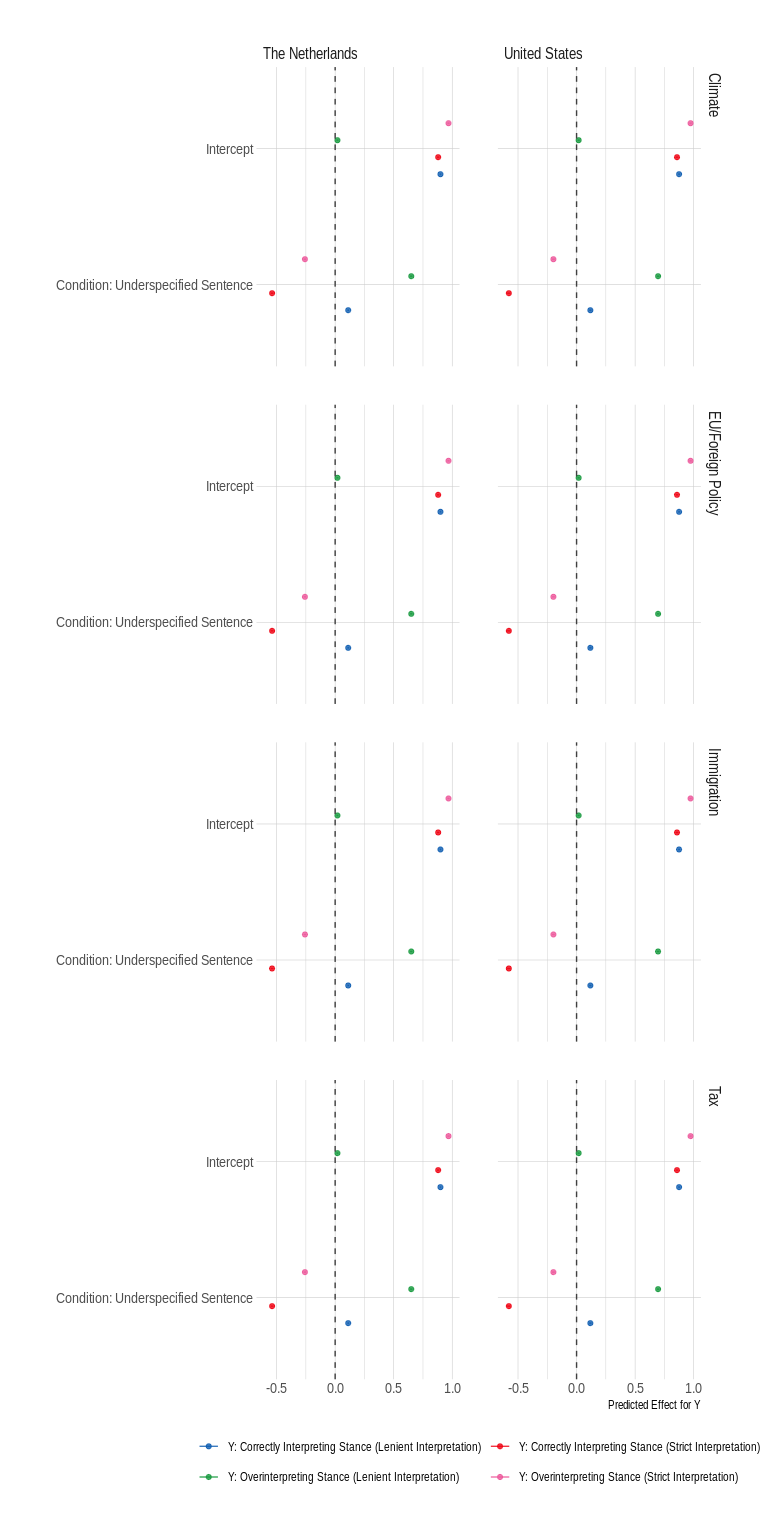 The Netherlands United States
Climate
Intercept
Condition: Underspecified Sentence
EU/Foreign Policy
Intercept
Condition: Underspecified Sentence
Immigration
Intercept
Condition: Underspecified Sentence
Tax
Intercept
Condition: Underspecified Sentence
-0.5 0.0 0.5 1.0 -0.5 0.0 0.5 1.0
Predicted Effect for Y
Y: Correctly Interpreting Stance (Lenient Interpretation) Y: Correctly Interpreting Stance (Strict Interpretation)
Y: Overinterpreting Stance (Lenient Interpretation) Y: Overinterpreting Stance (Strict Interpretation)